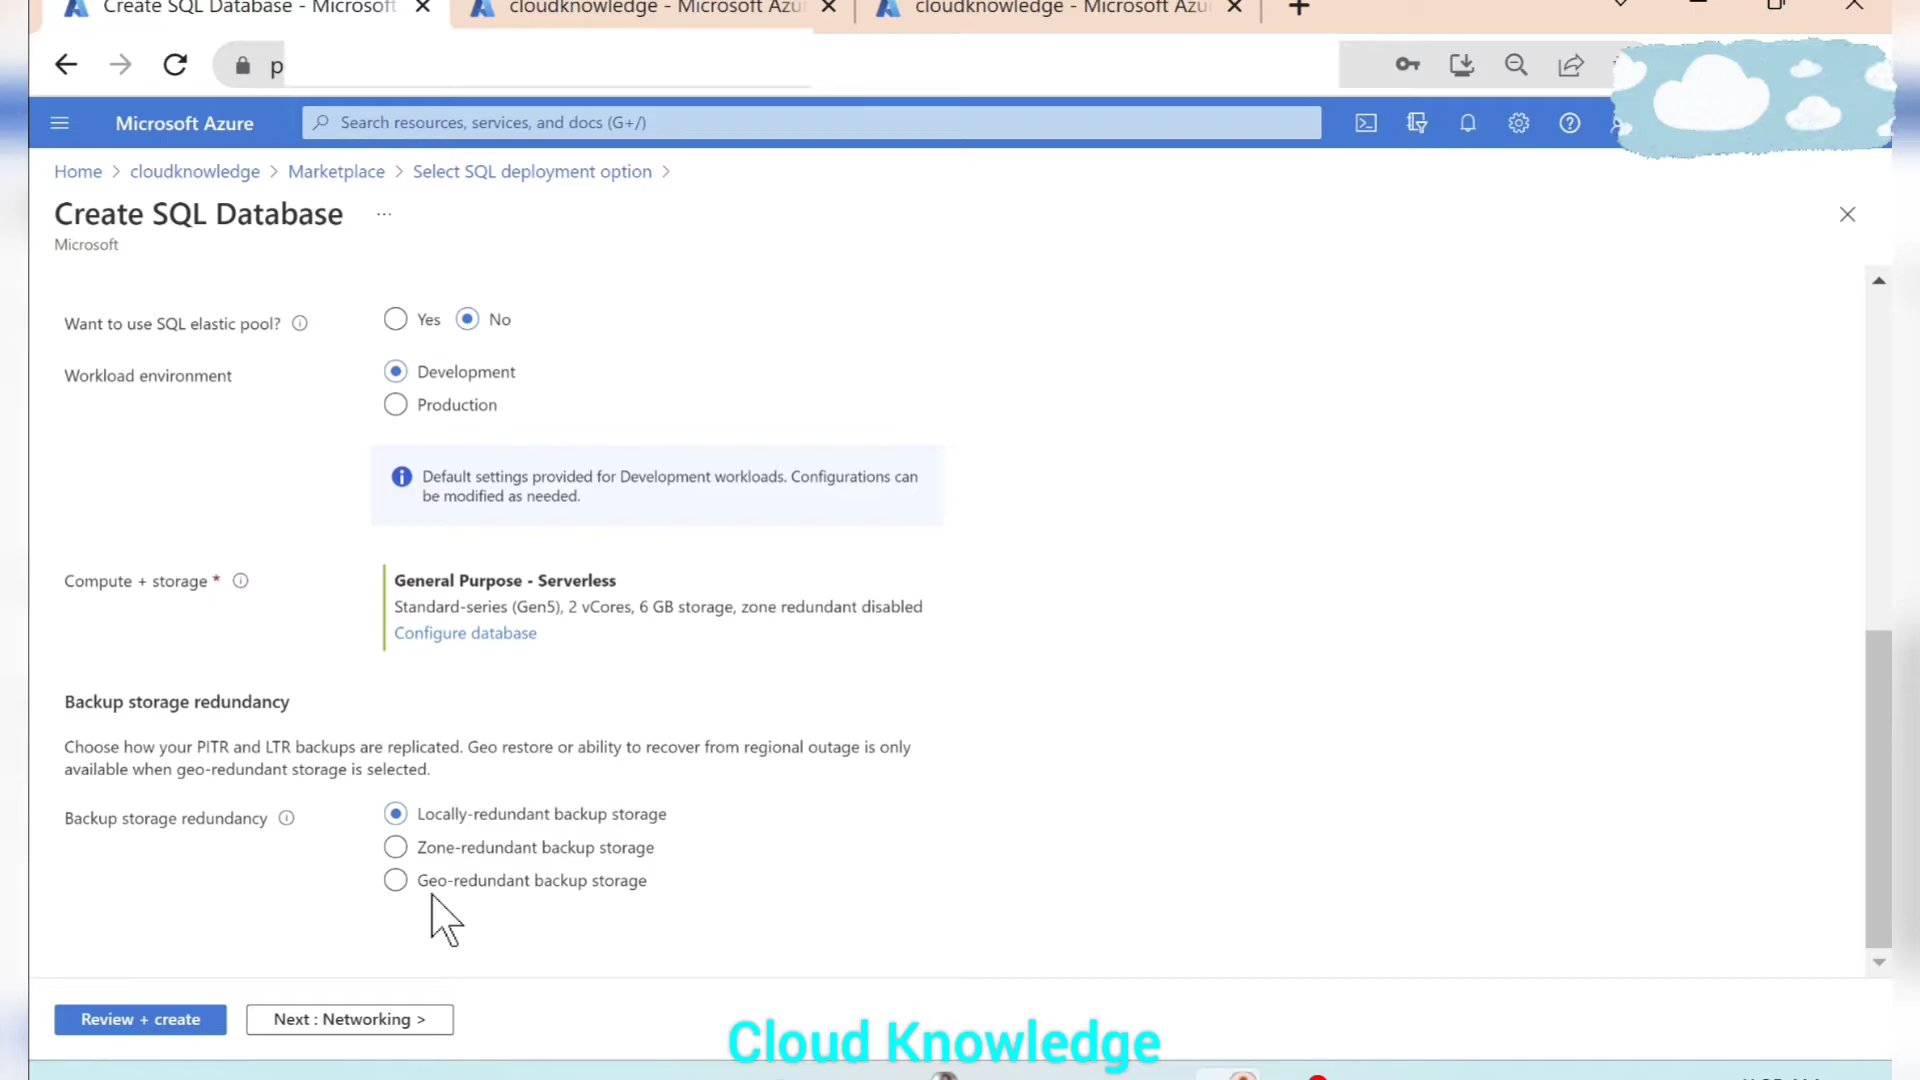 Create SQL Database - Microsoft
cloudknowledge - Microsoft Azu
cloudknowledge - Microsoft Azu
p
Microsoft Azure
Search resources, services, and docs (G+/)
Home > cloudknowledge > Marketplace > Select SQL deployment option >
Create SQL Database ...
Microsoft
Want to use SQL elastic pool?
Yes
No
Workload environment
Development
Production
Default settings provided for Development workloads. Configurations can
be modified as needed.
Compute + storage *
General Purpose - Serverless
Standard-series (Gen5), 2 vCores, 6 GB storage, zone redundant disabled
Configure database
Backup storage redundancy
Choose how your PITR and LTR backups are replicated. Geo restore or ability to recover from regional outage is only
available when geo-redundant storage is selected.
Backup storage redundancy
Locally-redundant backup storage
Zone-redundant backup storage
Geo-redundant backup storage
Review + create
Next : Networking >
Cloud Knowledge